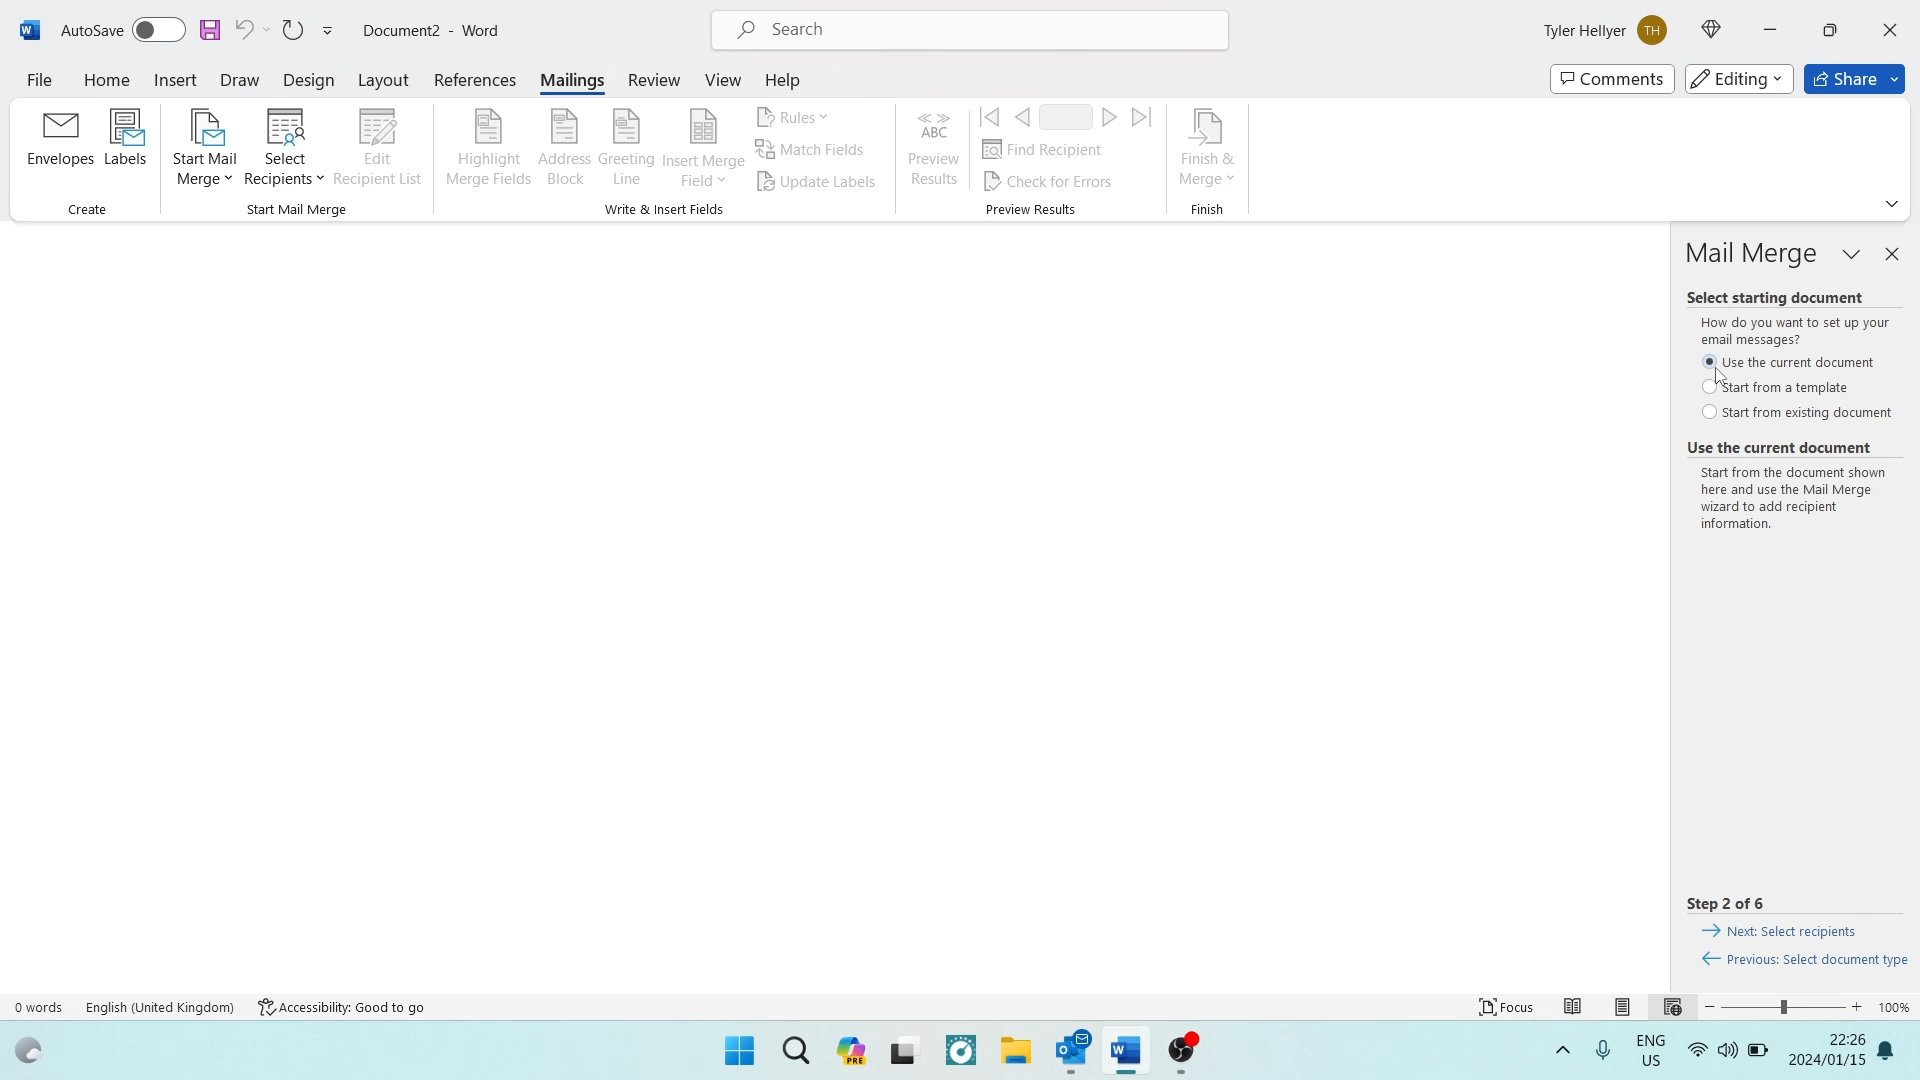 AutoSave
Document2 - Word
Search
Tyler Hellyer
TH
File
Home
Insert
Draw
Design
Layout
References
Mailings
Review
View
Help
Comments
Editing
Share
Envelopes
Labels
Create
Start Mail
Merge
Select
Recipients
Edit
Recipient List
Start Mail Merge
Highlight
Merge Fields
Address
Block
Greeting
Line
Insert Merge
Field
Rules
Match Fields
Update Labels
Write & Insert Fields
ABC
Preview
Results
Find Recipient
Check for Errors
Preview Results
Finish &
Merge
Finish
Mail Merge
Select starting document
How do you want to set up your
email messages?
Use the current document
Start from a template
Start from existing document
Use the current document
Start from the document shown
here and use the Mail Merge
wizard to add recipient
information.
Step 2 of 6
Next: Select recipients
Previous: Select document type
0 words
English (United Kingdom)
Accessibility: Good to go
Focus
100%
PRE
ENG
US
22:26
2024/01/15